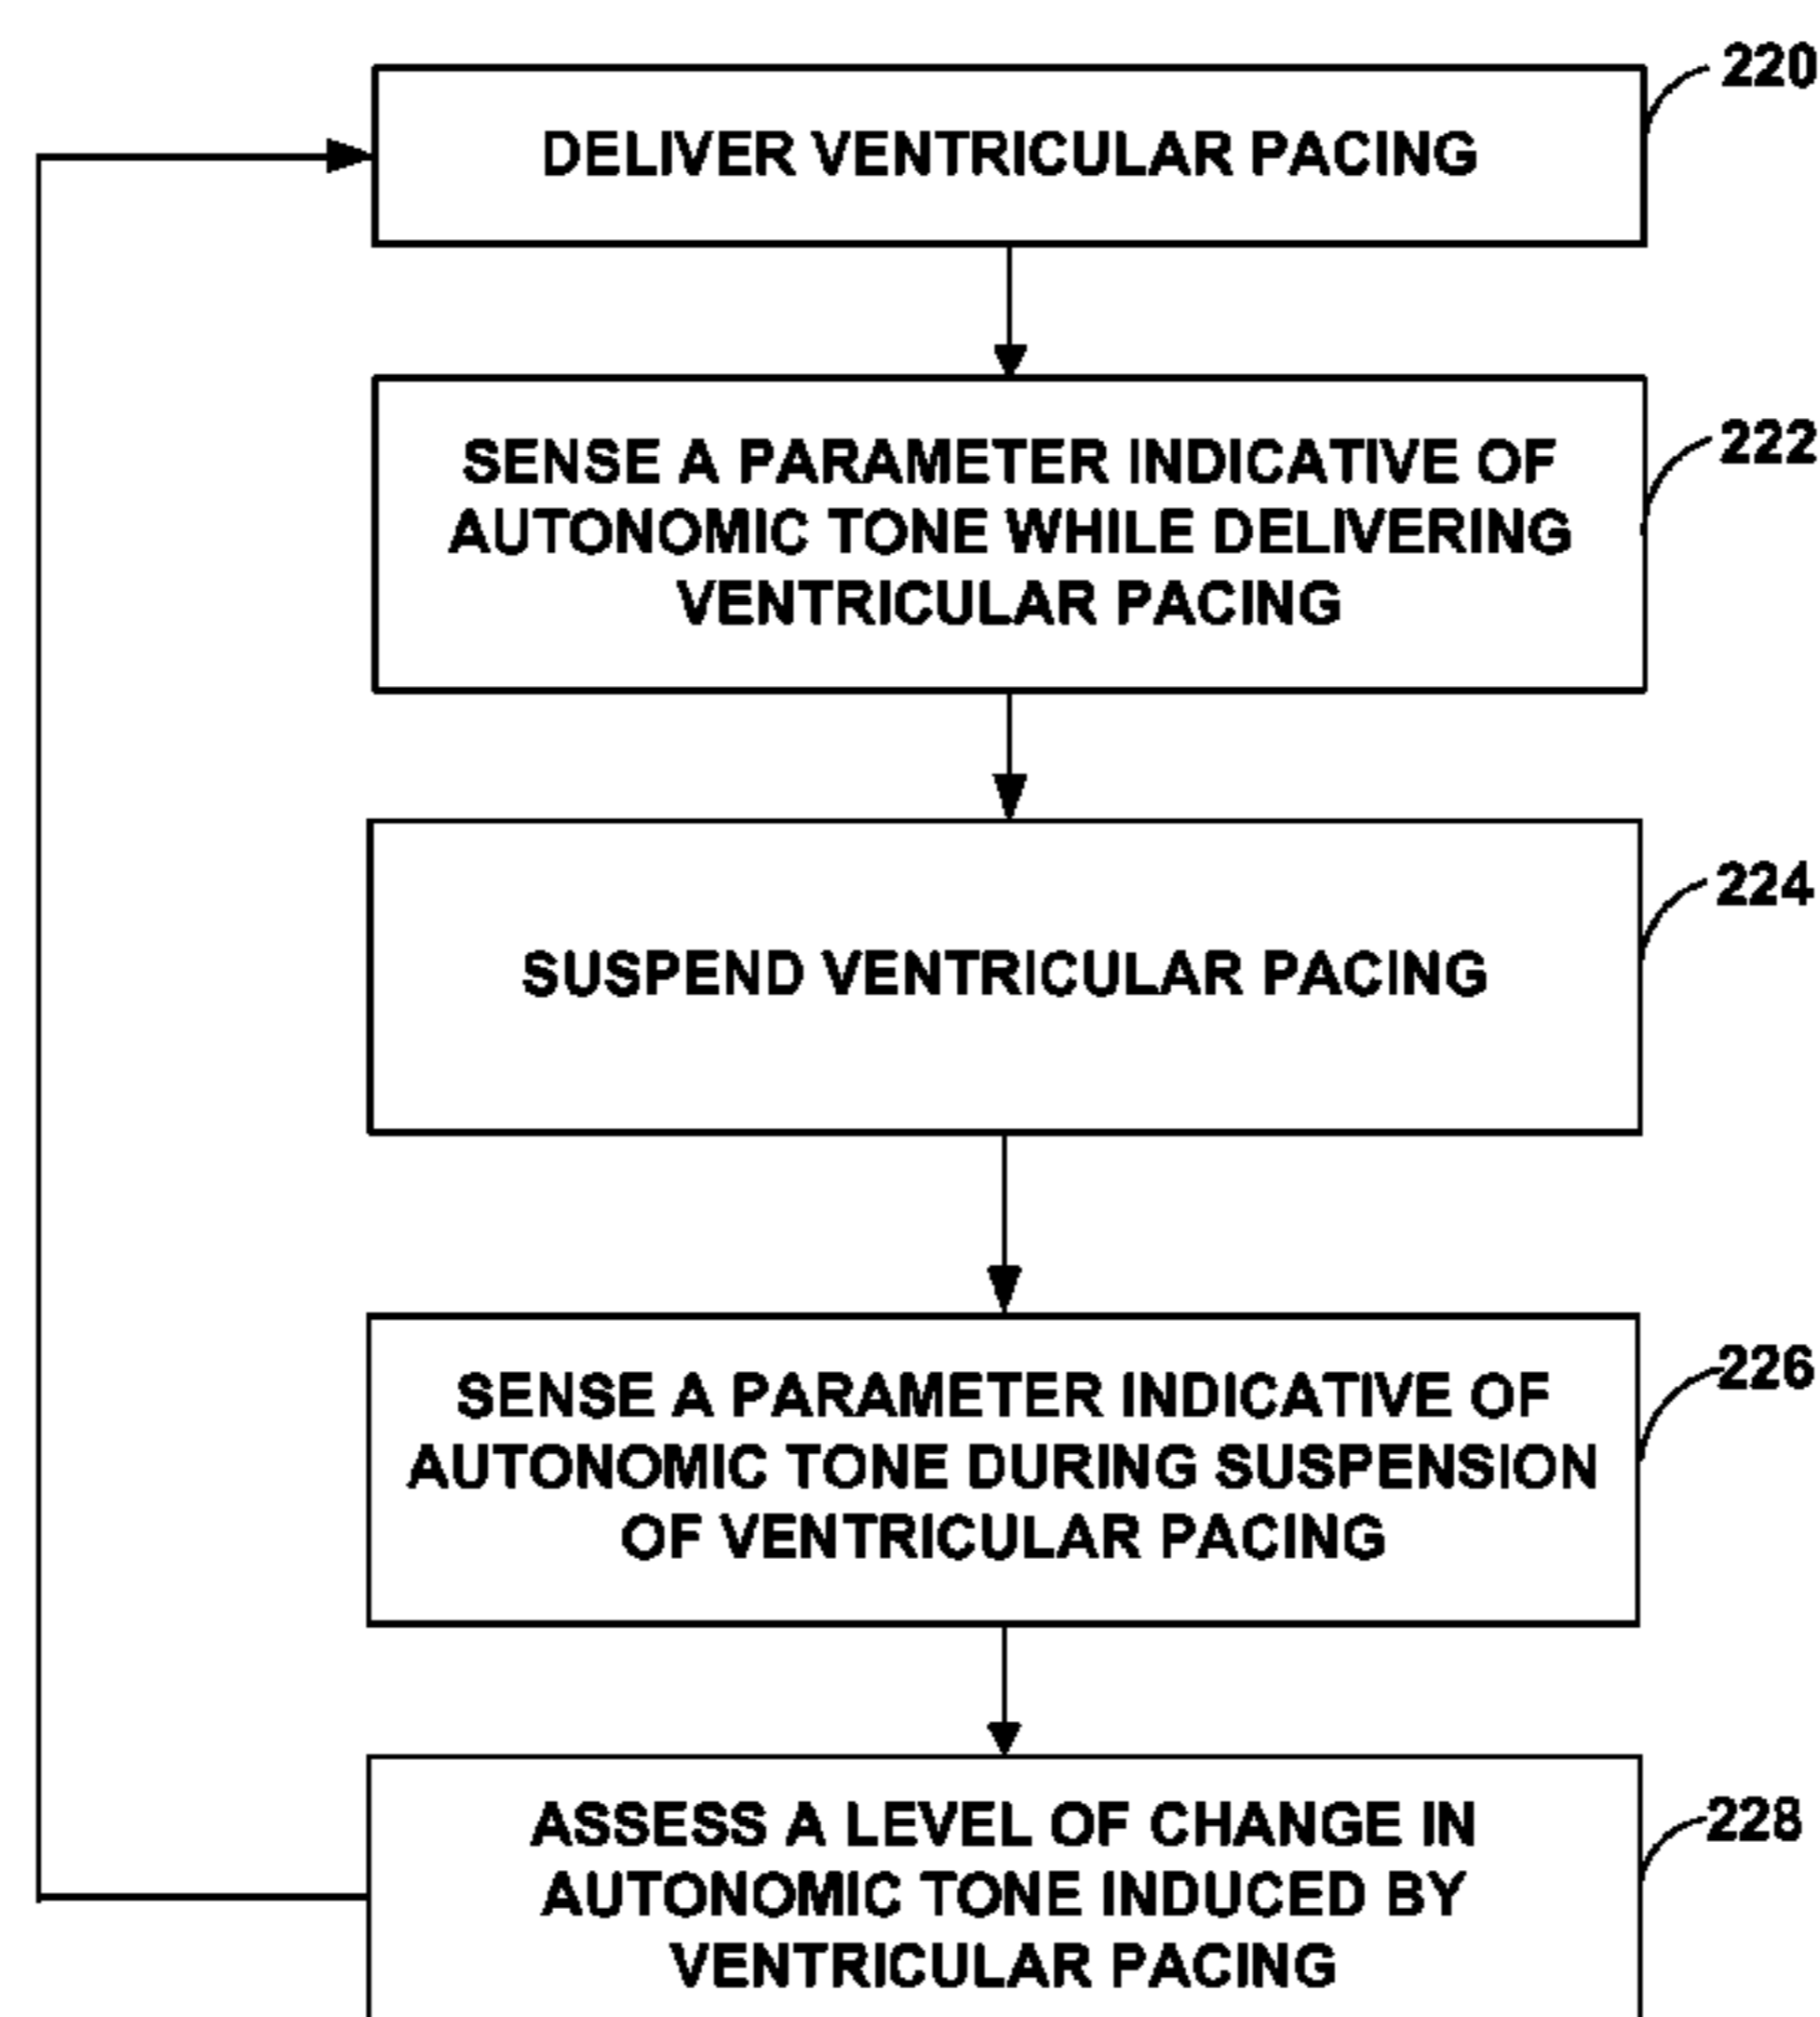 220
DELIVER VENTRICULAR PACING
222
SENSE A PARAMETER INDICATIVE OF
AUTONOMIC TONE WHILE DELIVERING
VENTRICULAR PACING
224
SUSPEND VENTRICULAR PACING
226
SENSE A PARAMETER INDICATIVE OF
AUTONOMIC TONE DURING SUSPENSION
OF VENTRICULAR PACING
228
ASSESS A LEVEL OF CHANGE IN
AUTONOMIC TONE INDUCED BY
VENTRICULAR PACING